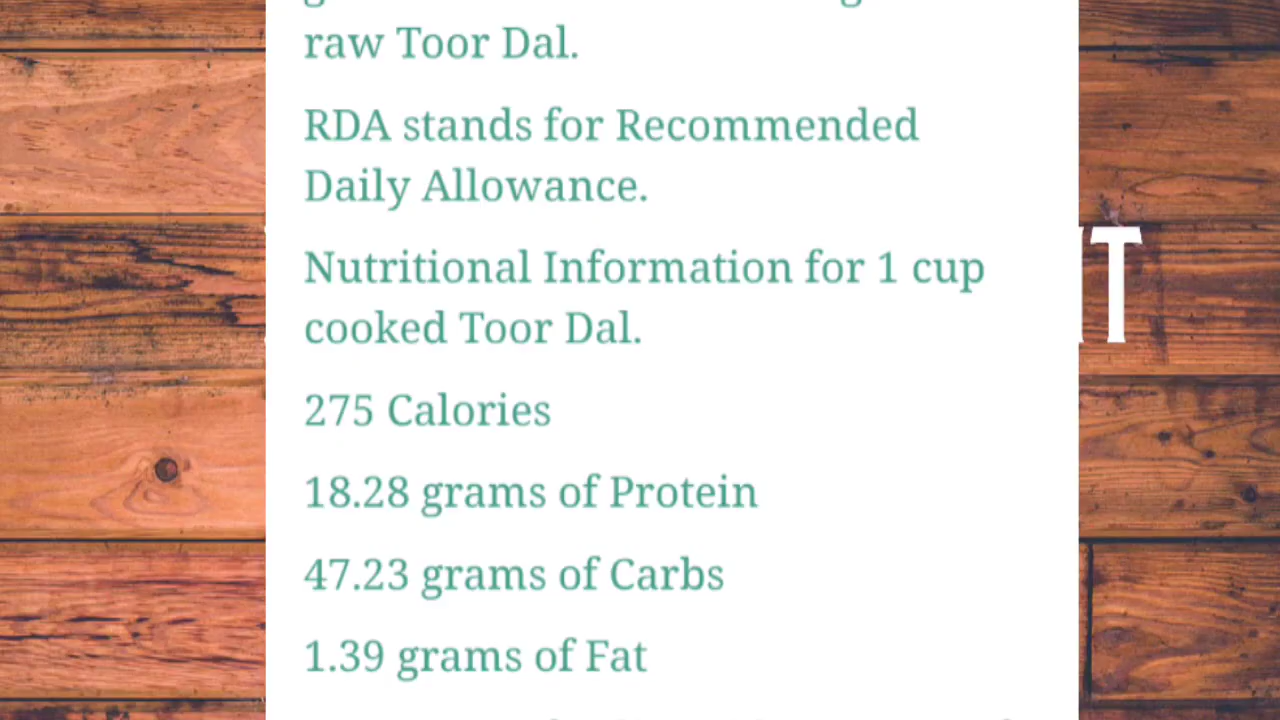 raw Toor Dal.
RDA stands for Recommended
Daily Allowance.
Nutritional Information for 1 cup
cooked Toor Dal.
275 Calories
18.28 grams of Protein
47.23 grams of Carbs
1.39 grams of Fat